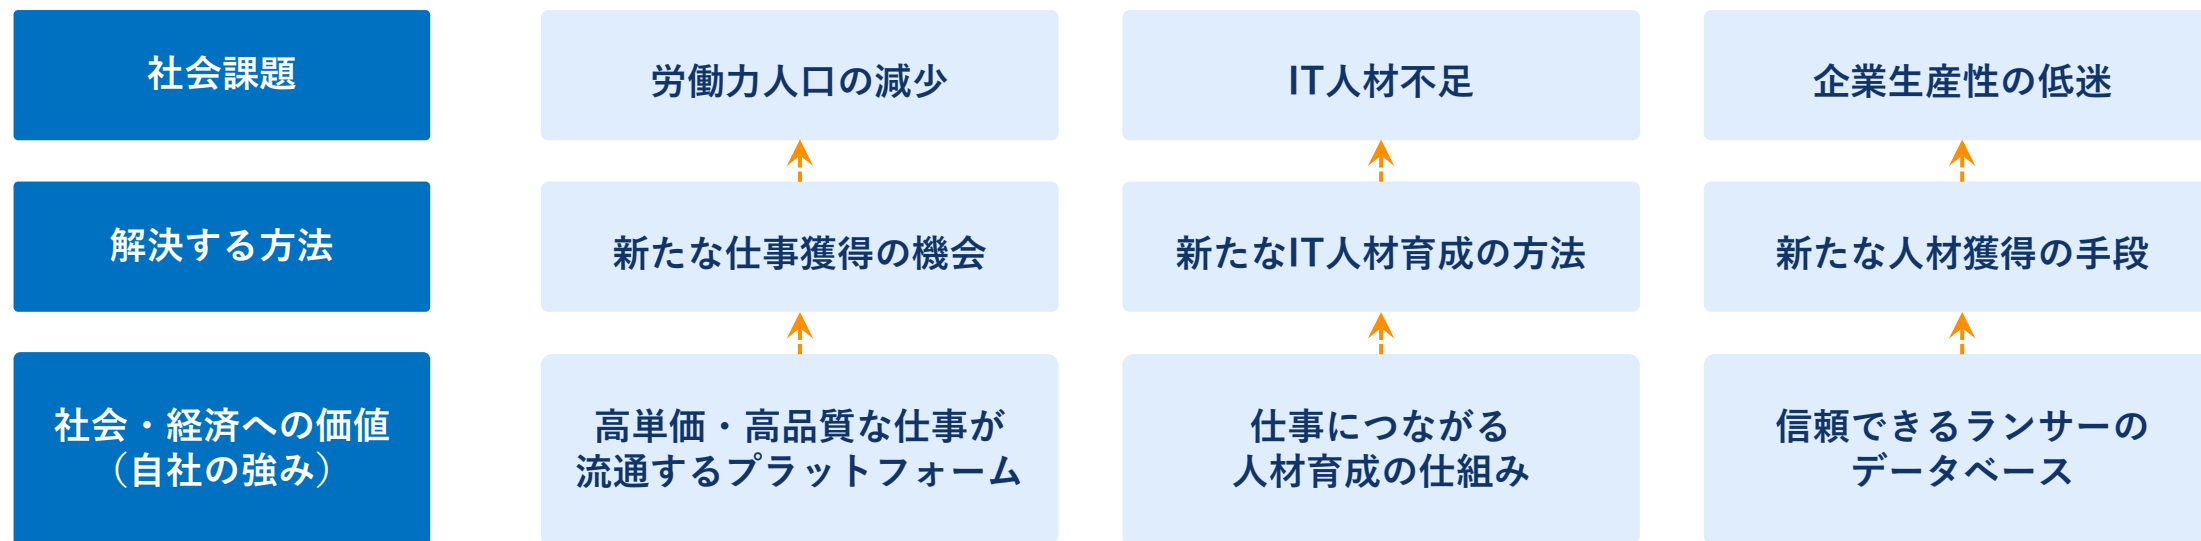 社会課題
労働力人口の減少
IT人材不足
企業生産性の低迷
解決する方法
新たな仕事獲得の機会
新たなIT人材育成の方法
新たな人材獲得の手段
社会・経済への価値
（自社の強み）
高単価・高品質な仕事が
流通するプラットフォーム
仕事につながる
人材育成の仕組み
信頼できるランサーの
データベース